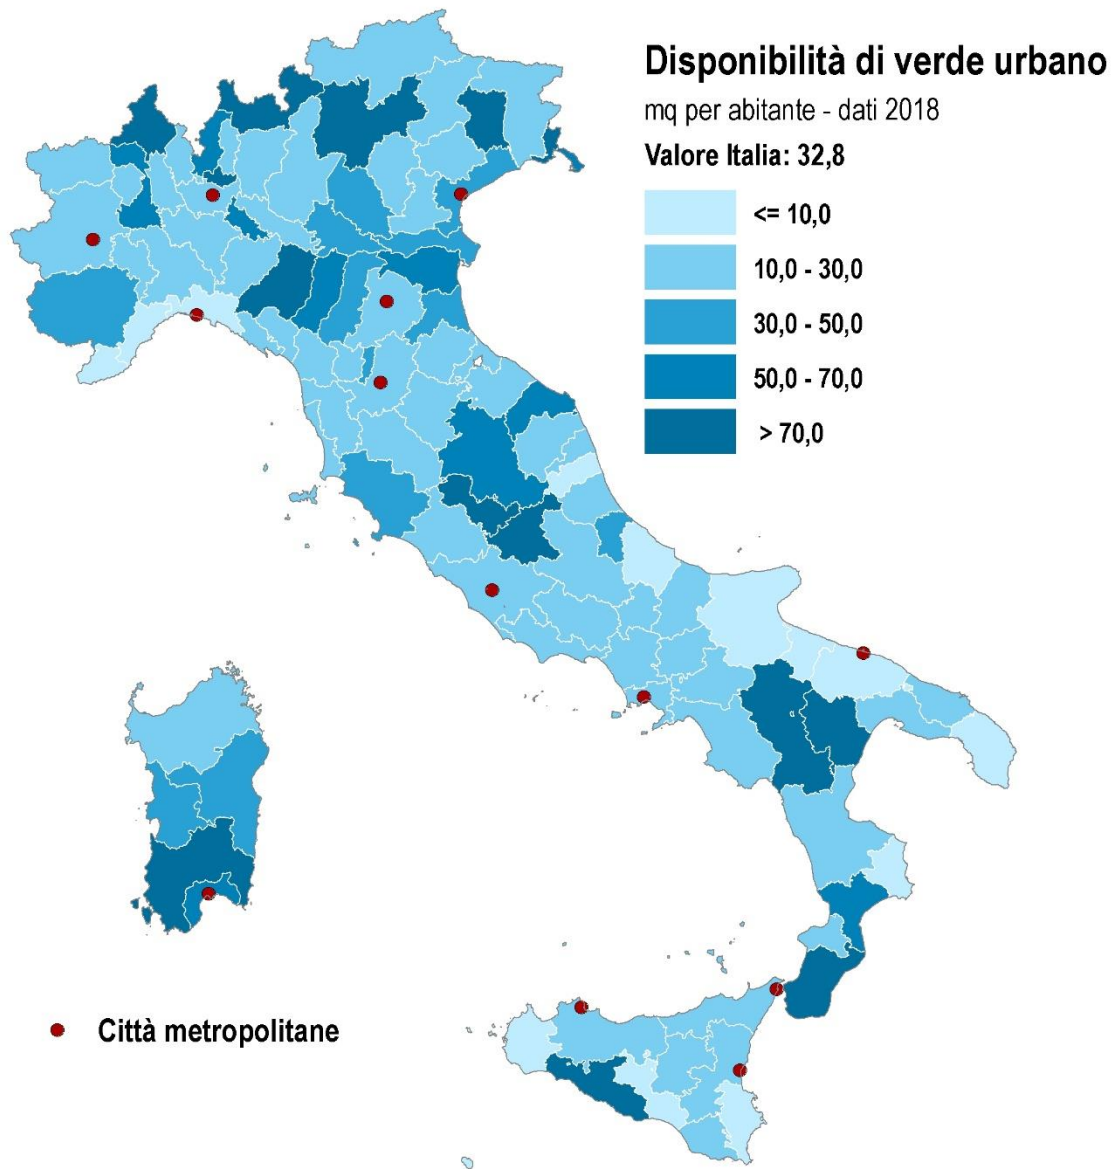 Disponibilità di verde urbano
mq per abitante - dati 2018
Valore Italia: 32,8
<= 10,0
10,0 - 30,0
30,0 - 50,0
50,0 - 70,0
> 70,0
Città metropolitane